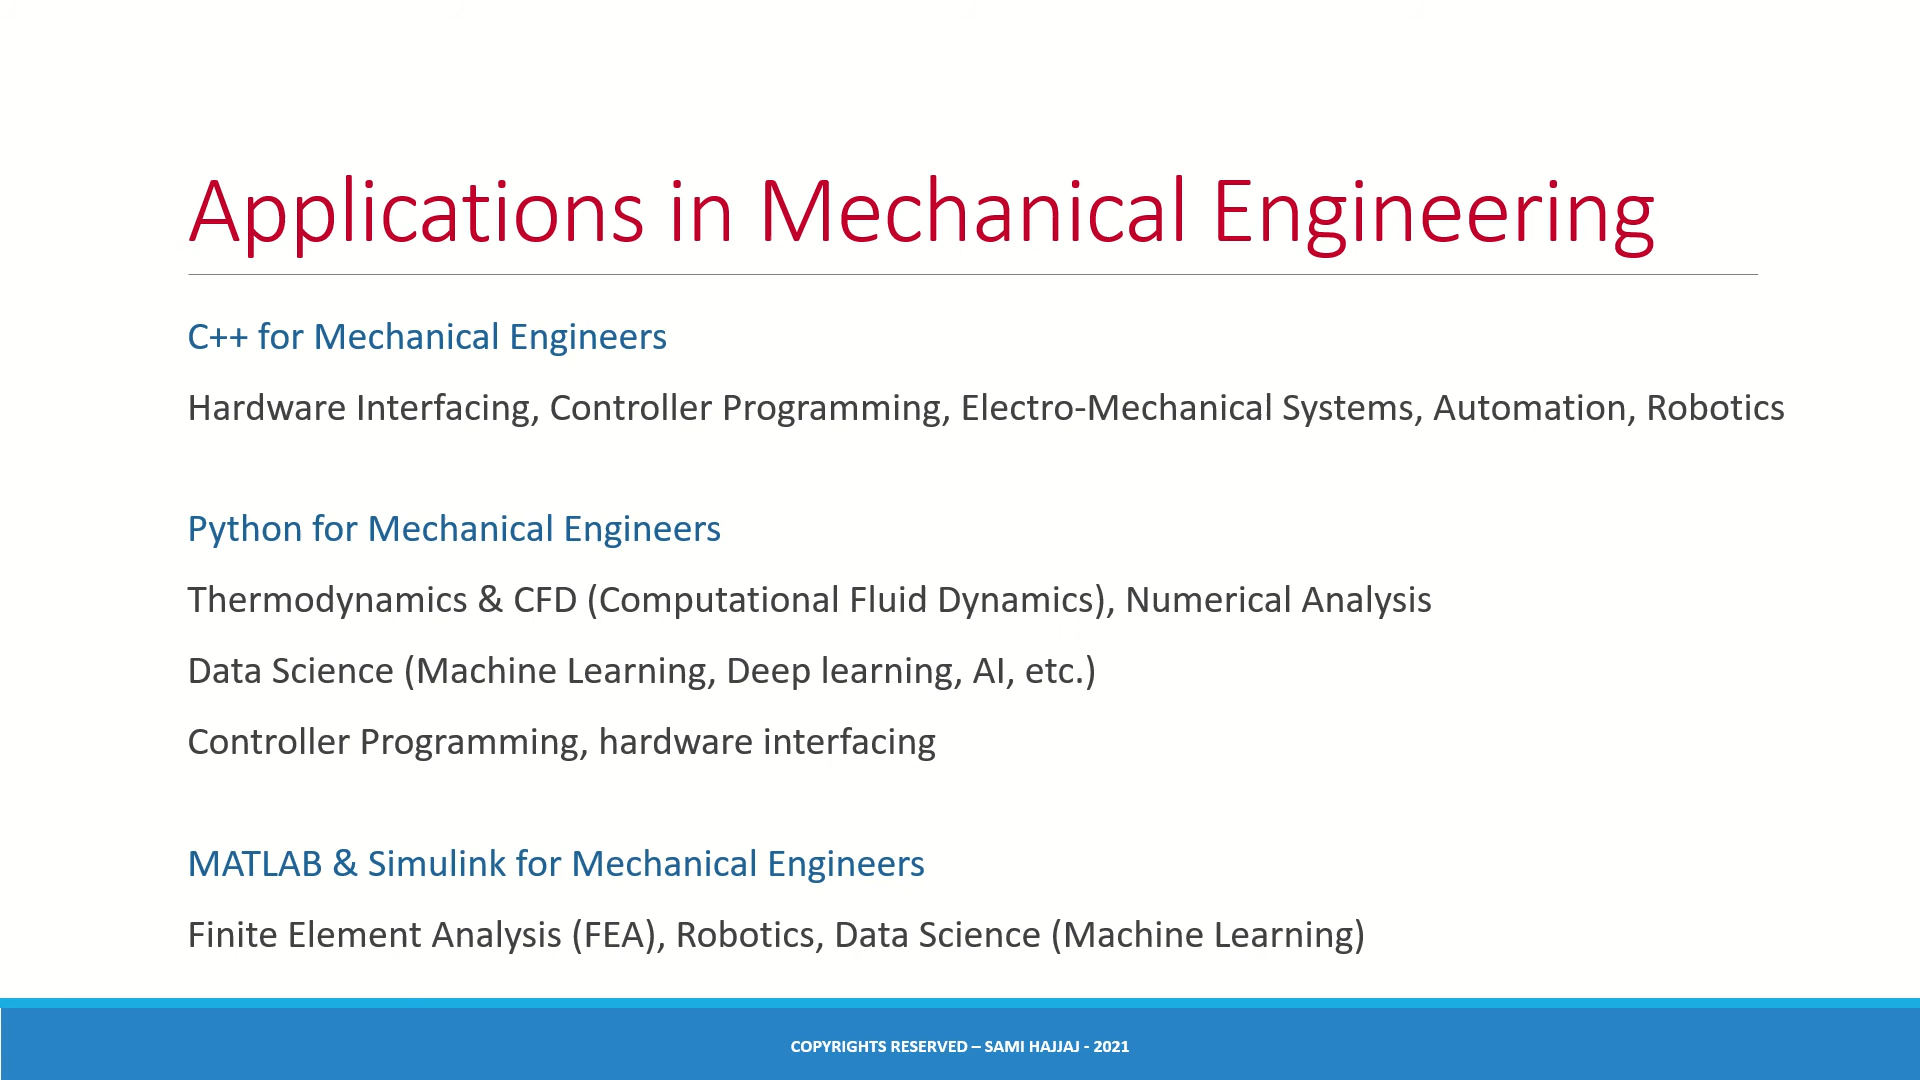 Applications in Mechanical Engineering
C++ for Mechanical Engineers
Hardware Interfacing, Controller Programming, Electro-Mechanical Systems, Automation, Robotics
Python for Mechanical Engineers
Thermodynamics & CFD (Computational Fluid Dynamics), Numerical Analysis
Data Science (Machine Learning, Deep learning, AI, etc.)
Controller Programming, hardware interfacing
MATLAB & Simulink for Mechanical Engineers
Finite Element Analysis (FEA), Robotics, Data Science (Machine Learning)
COPYRIGHTS RESERVED – SAMI HAJJAJ - 2021